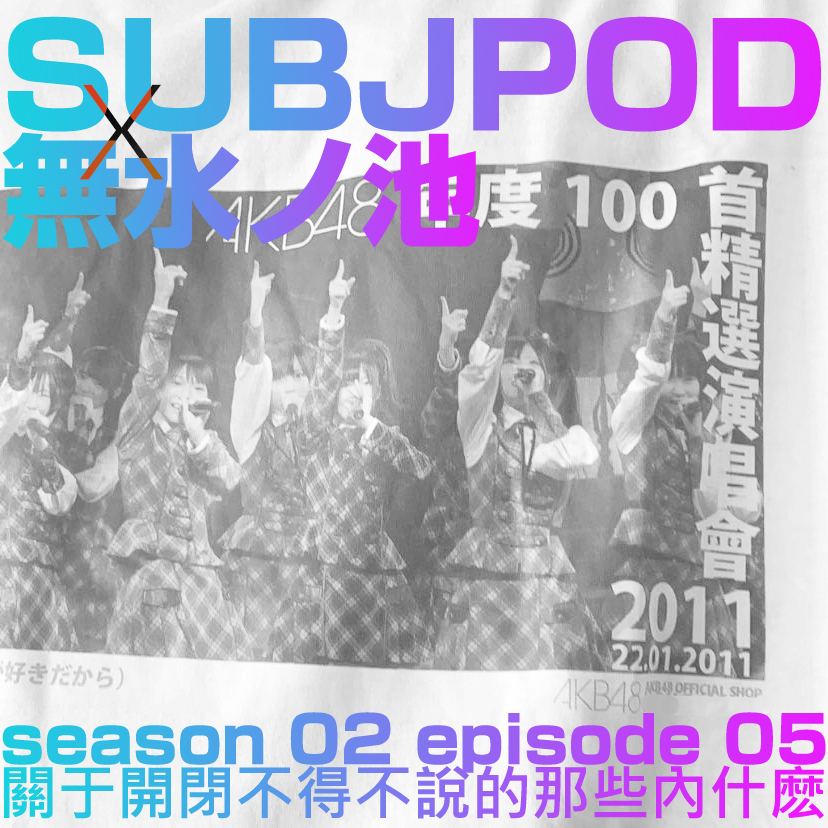 SUBJPOD
X
無水ノ池
AKB48 百度 100
首精選演唱會
2011
22.01.2011
好きだから）
AKB48 AKB48 OFFICIAL SHOP
season 02 episode 05
關于開閉不得不說的那些內什麽